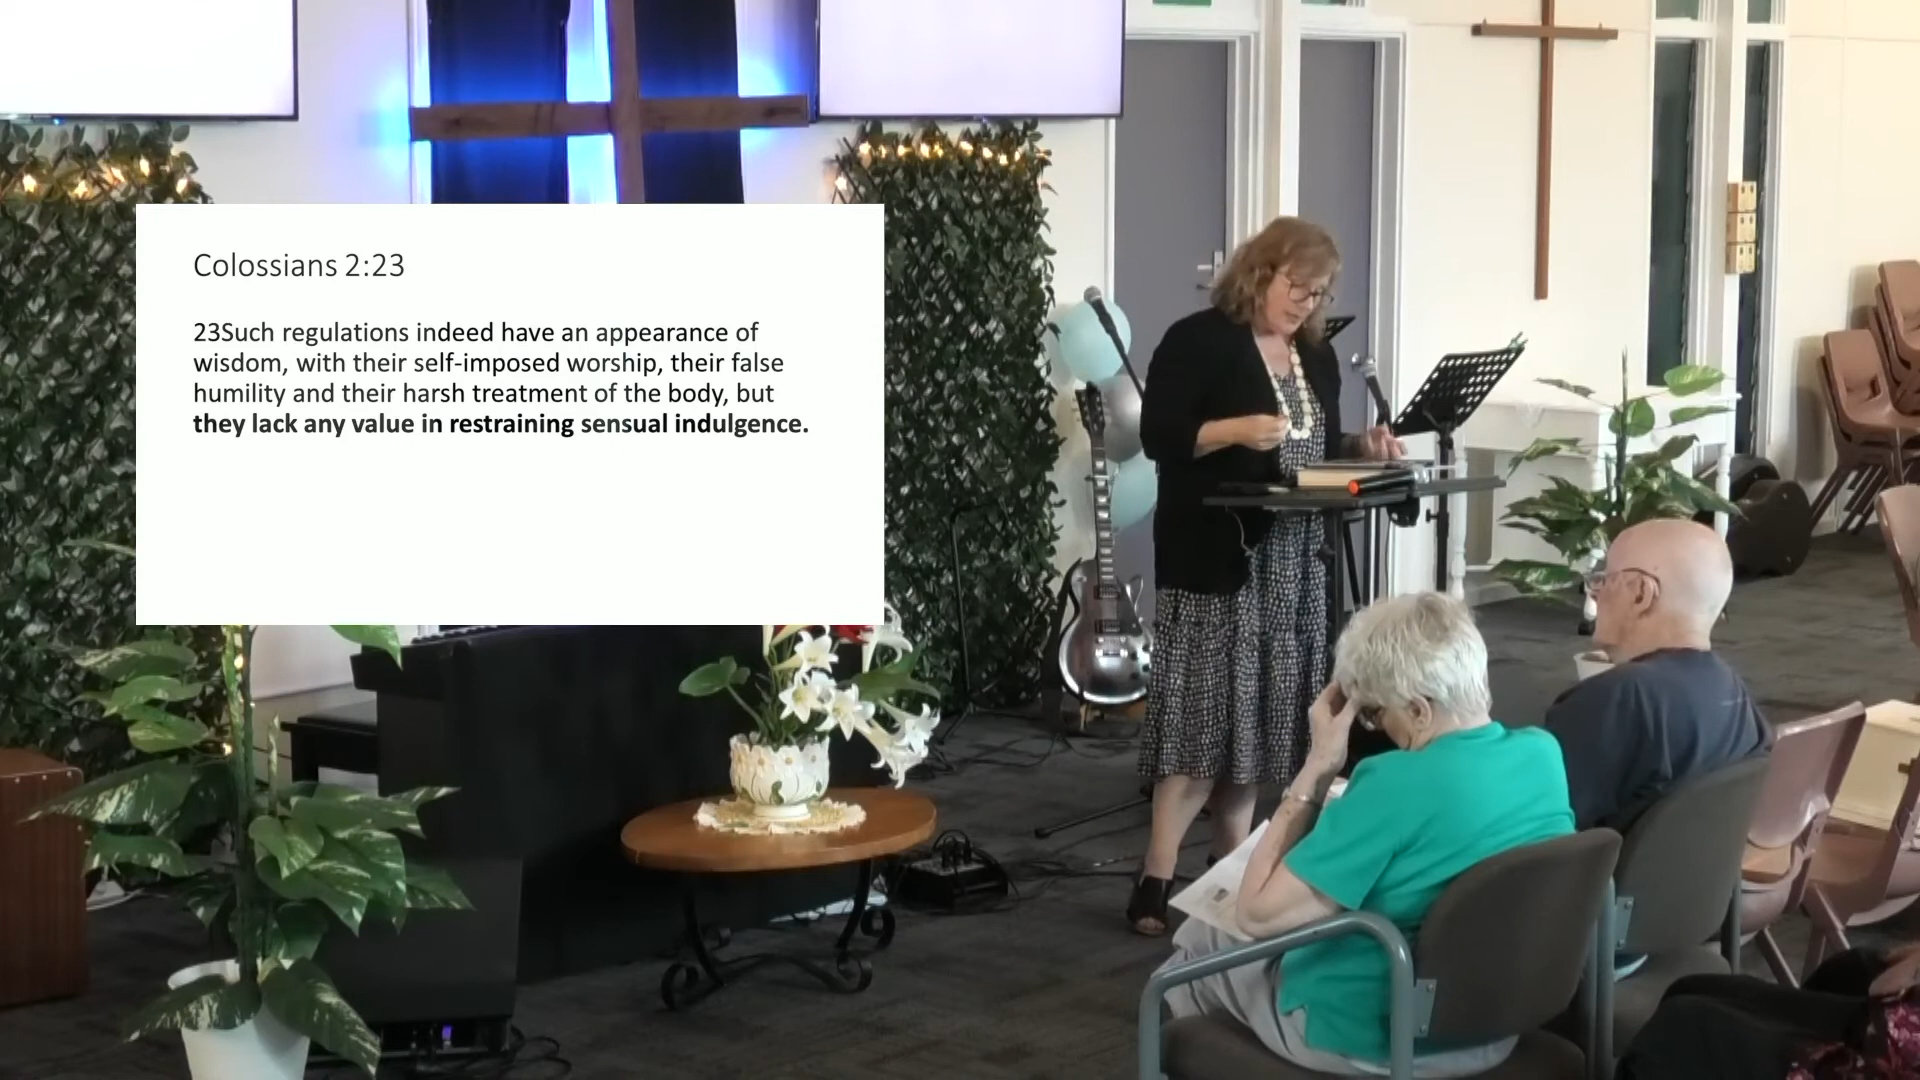 Colossians 2:23
23Such regulations indeed have an appearance of
wisdom, with their self-imposed worship, their false
humility and their harsh treatment of the body, but
they lack any value in restraining sensual indulgence.